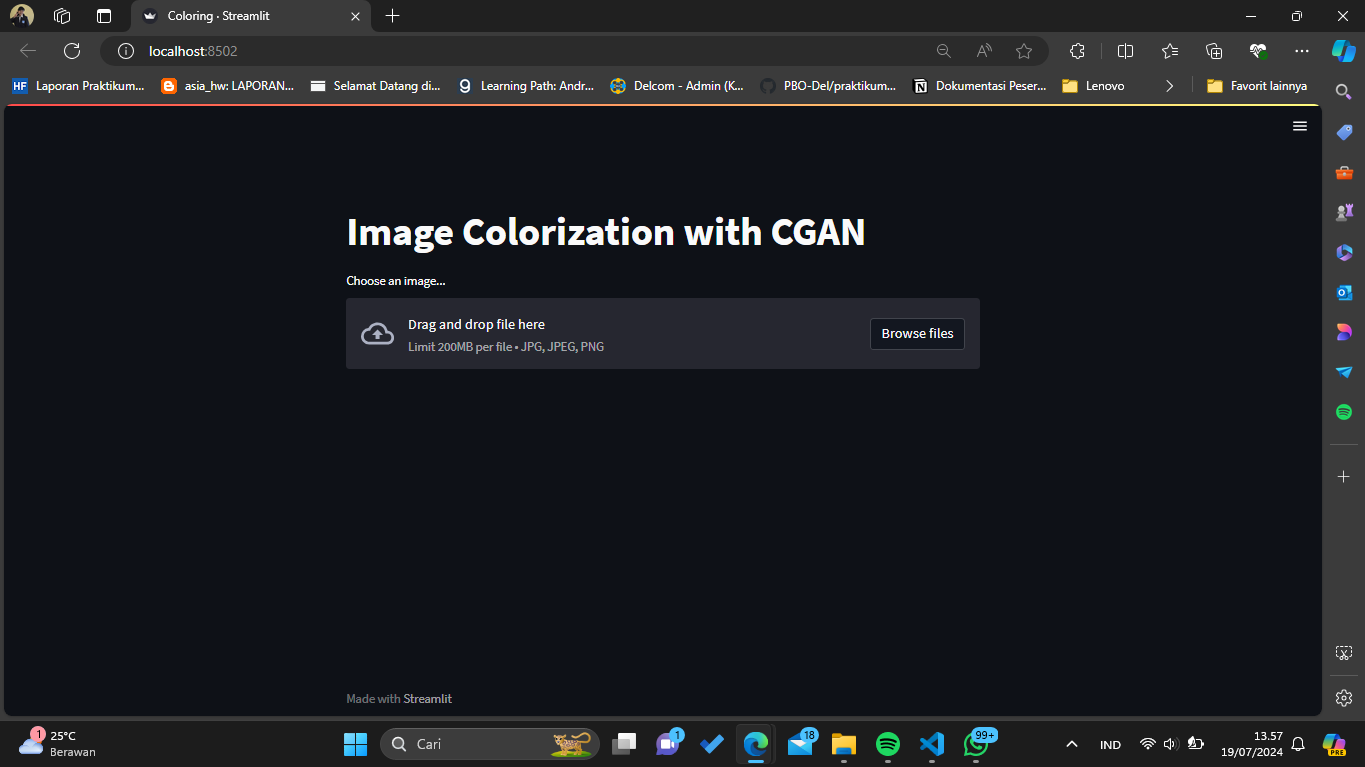 Coloring · Streamlit
localhost:8502
HF Laporan Praktikum...
asia_hw: LAPORAN...
Selamat Datang di...
Learning Path: Andr...
Delcom - Admin (K...
PBO-Del/praktikum...
Dokumentasi Peser...
Lenovo
Favorit lainnya
Image Colorization with CGAN
Choose an image...
Drag and drop file here
Limit 200MB per file • JPG, JPEG, PNG
Browse files
Made with Streamlit
1
25°C
Berawan
Cari
1
18
99+
IND
13.57
19/07/2024
PRE